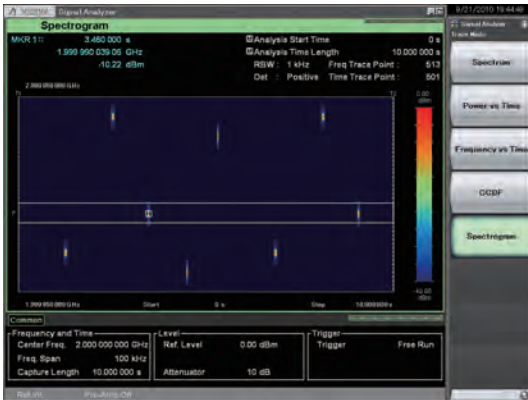 Signal Analyzer
9/21/2010 19:44:49
Spectrogram
MKR 1
3.460 000 s
1.999 990 039 06 GHz
-10.22 dBm
Analysis Start Time 0 s
Analysis Time Length 10.000 000 s
RBW : 1 kHz Freq Trace Point : 513
Det : Positive Time Trace Point : 501
Signal Analyzer
Trace Mode
Spectrum
Power vs Time
Frequency vs Time
CCDF
Spectrogram
2.000 050 000 GHz
0.00
dBm
-40.00
dBm
1.999 950 000 GHz
Start 0 s
Stop 10.000000 s
Common
Frequency and Time
Center Freq. 2.000 000 000 GHz
Freq. Span 100 kHz
Capture Length 10.000 000 s
Level
Ref. Level 0.00 dBm
Attenuator 10 dB
Trigger
Trigger Free Run
Ref.Int Pre-Amp Off